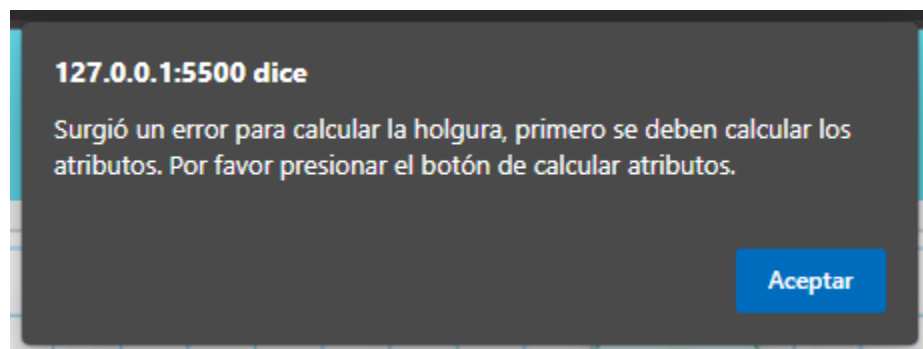 127.0.0.1:5500 dice
Surgió un error para calcular la holgura, primero se deben calcular los
atributos. Por favor presionar el botón de calcular atributos.
Aceptar